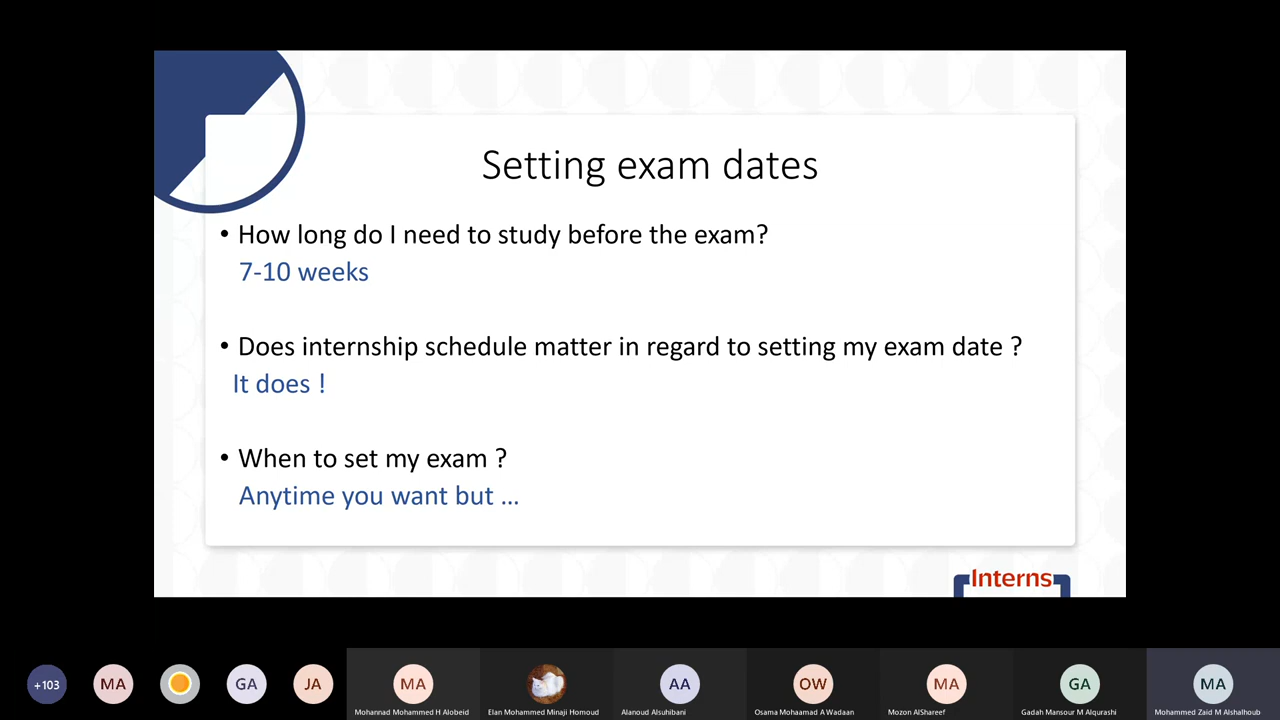 Setting exam dates
• How long do I need to study before the exam?
7-10 weeks
• Does internship schedule matter in regard to setting my exam date ?
It does !
• When to set my exam ?
Anytime you want but ...
Interns
+103
MA
GA
JA
MA
AA
OW
MA
GA
MA
Mohannad Mohammed H Alobeid
Elan Mohammed Minaji Homoud
Alanoud Alsuhibani
Osama Mohaamad A Wadaan
Mozon AlShareef
Gadah Mansour M Alqurashi
Mohammed Zaid M Alshalhoub